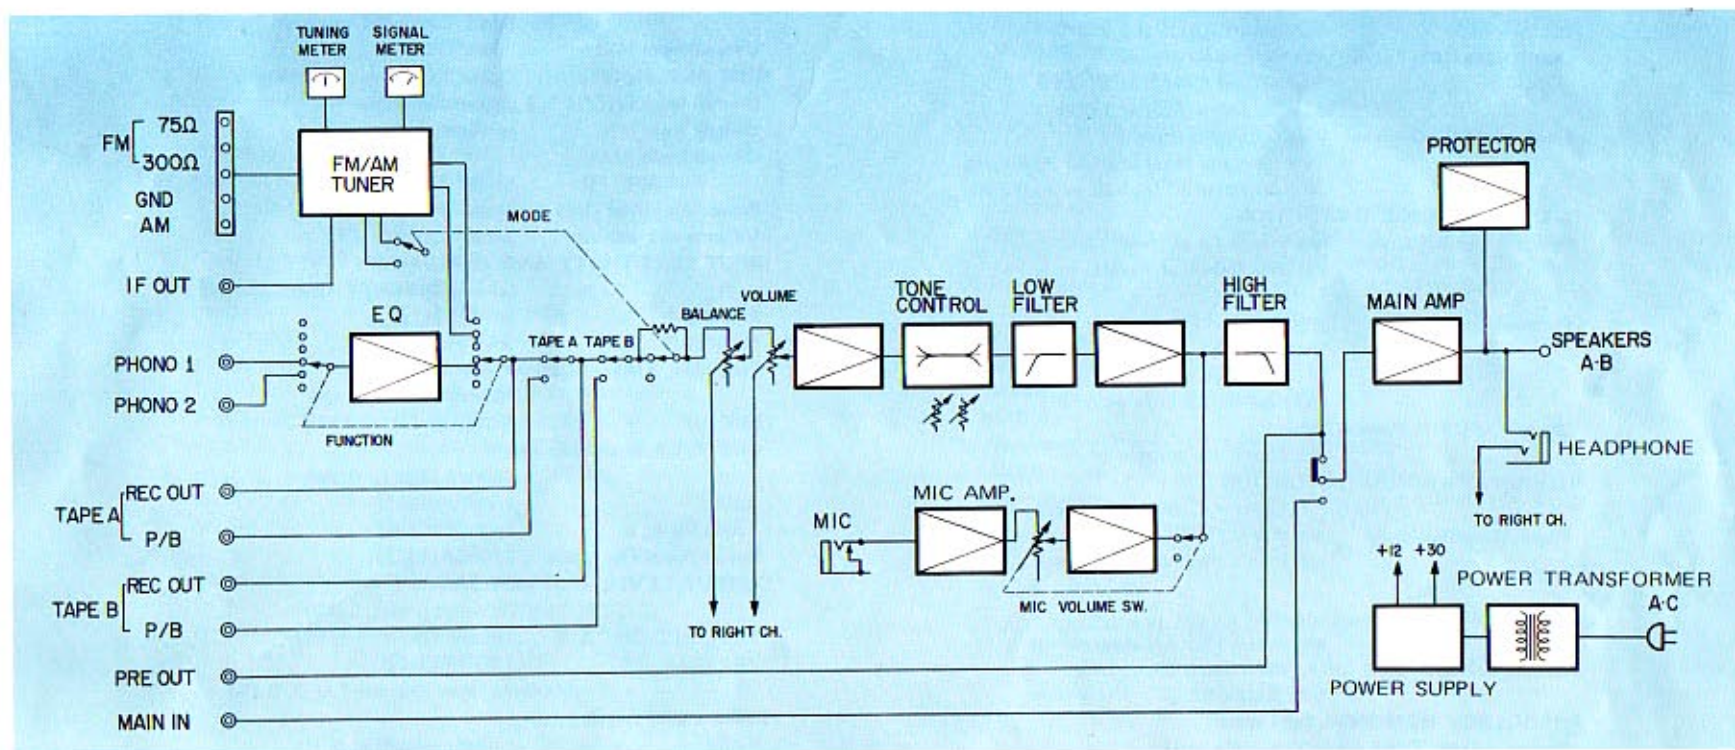 TUNING
METER
SIGNAL
METER
FM
75Ω
300Ω
GND
AM
FM/AM
TUNER
MODE
IF OUT
EQ
PHONO 1
PHONO 2
FUNCTION
TAPE A TAPE B
BALANCE
VOLUME
TONE
CONTROL
LOW
FILTER
HIGH
FILTER
MAIN AMP
PROTECTOR
SPEAKERS
A·B
HEADPHONE
TO RIGHT CH.
TAPE A
REC OUT
P/B
TAPE B
REC OUT
P/B
TO RIGHT CH.
MIC
MIC AMP.
MIC VOLUME SW.
+12 +30
POWER TRANSFORMER
A·C
POWER SUPPLY
PRE OUT
MAIN IN